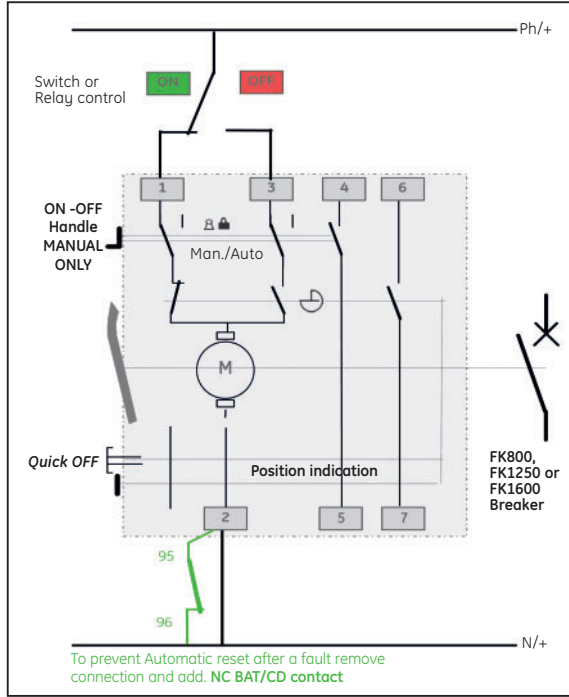 Ph/+
Switch or
Relay control
ON
OFF
1
3
4
6
ON -OFF
Handle
MANUAL
ONLY
Man./Auto
M
Quick OFF
Position indication
FK800,
FK1250 or
FK1600
Breaker
2
5
7
95
96
N/+
To prevent Automatic reset after a fault remove
connection and add. NC BAT/CD contact